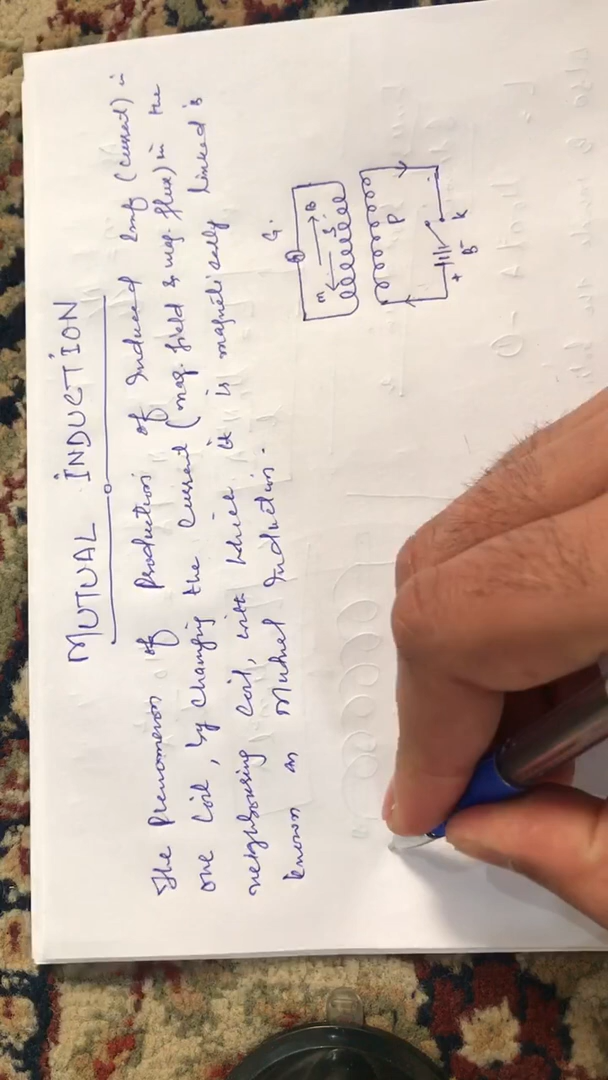 MUTUAL INDUCTION
The Phenomenon of Production of Induced Emf (current) in
one Coil, by changing the current (mag. field & mag. flux) in the
neighbouring Coil, with which it is magnetically linked is
known as Mutual Induction.
G.
m B
S
P
+ B -
K